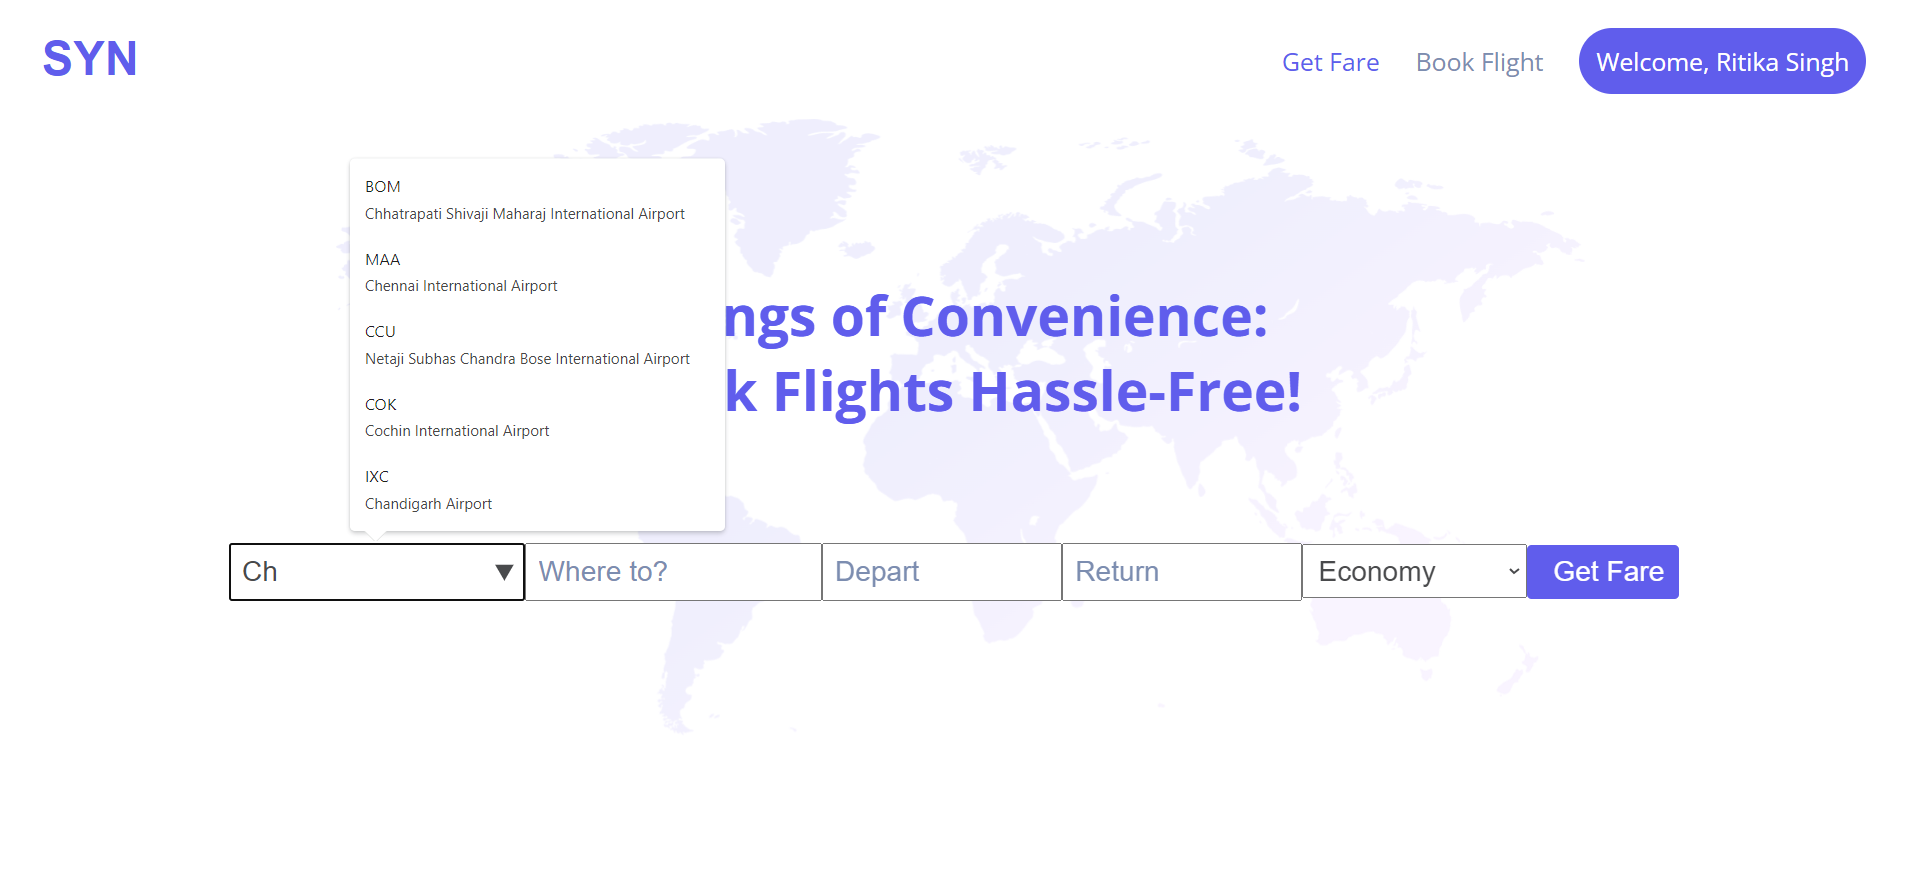 SYN
Get Fare
Book Flight
Welcome, Ritika Singh
BOM
Chhatrapati Shivaji Maharaj International Airport
MAA
Chennai International Airport
CCU
Netaji Subhas Chandra Bose International Airport
COK
Cochin International Airport
IXC
Chandigarh Airport
ngs of Convenience:
k Flights Hassle-Free!
Ch
Where to?
Depart
Return
Economy
Get Fare